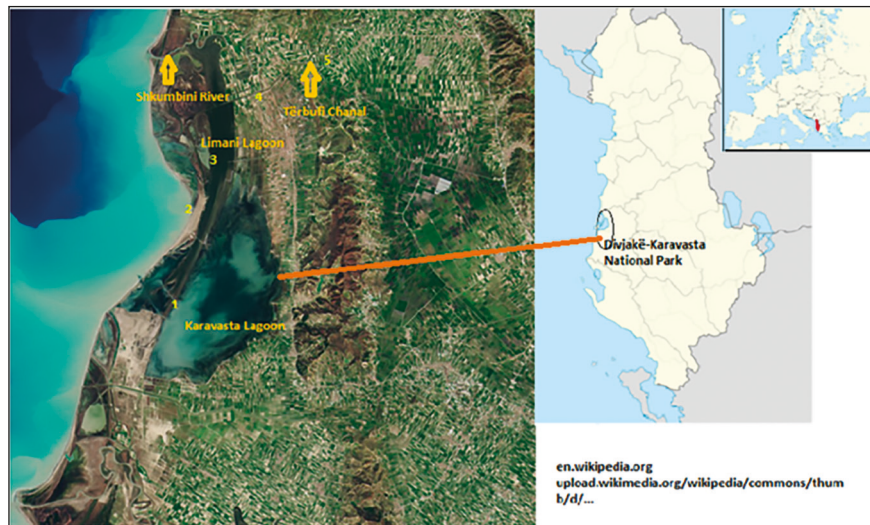 5
Shkumbini River
4
Tërbufi Chanal
Limani Lagoon
3
2
1
Karavasta Lagoon
Divjakë-Karavasta
National Park
en.wikipedia.org
upload.wikimedia.org/wikipedia/commons/thum
b/d/...